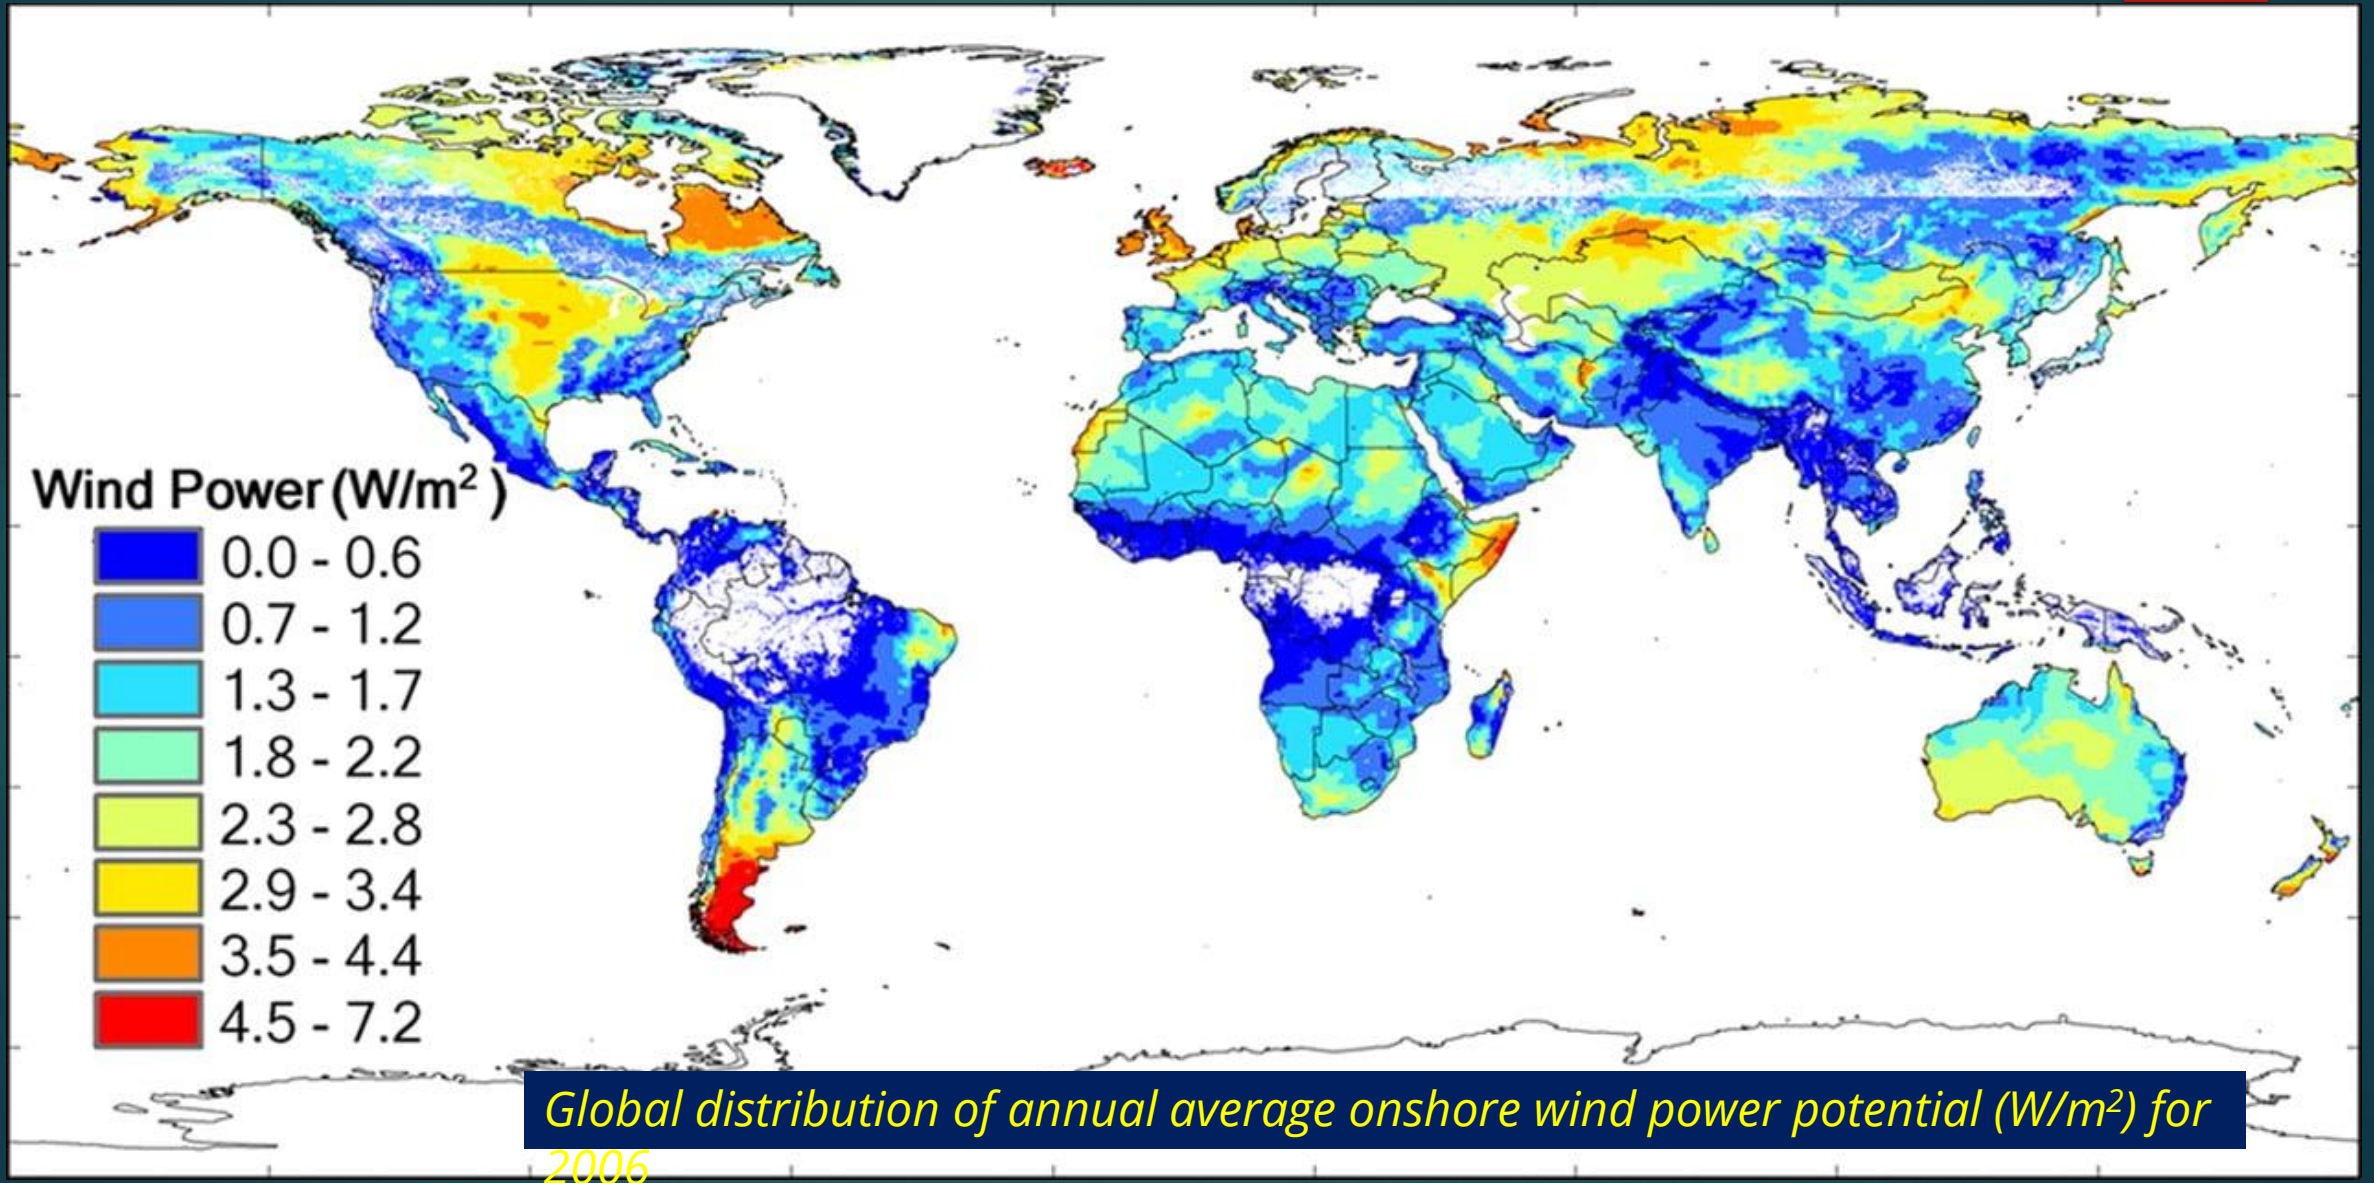 Wind Power (W/m²)
0.0 - 0.6
0.7 - 1.2
1.3 - 1.7
1.8 - 2.2
2.3 - 2.8
2.9 - 3.4
3.5 - 4.4
4.5 - 7.2
Global distribution of annual average onshore wind power potential (W/m²) for
2006